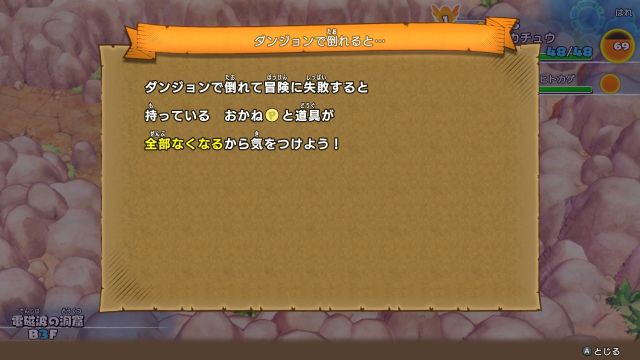 ダンジョンで倒れると…
はれ
カチュウ
48/48
69
ヒトカゲ
ダンジョンで倒れて冒険に失敗すると
持っている おかねと道具が
全部なくなるから気をつけよう！
電磁波の洞窟
B3F
Ⓐとじる